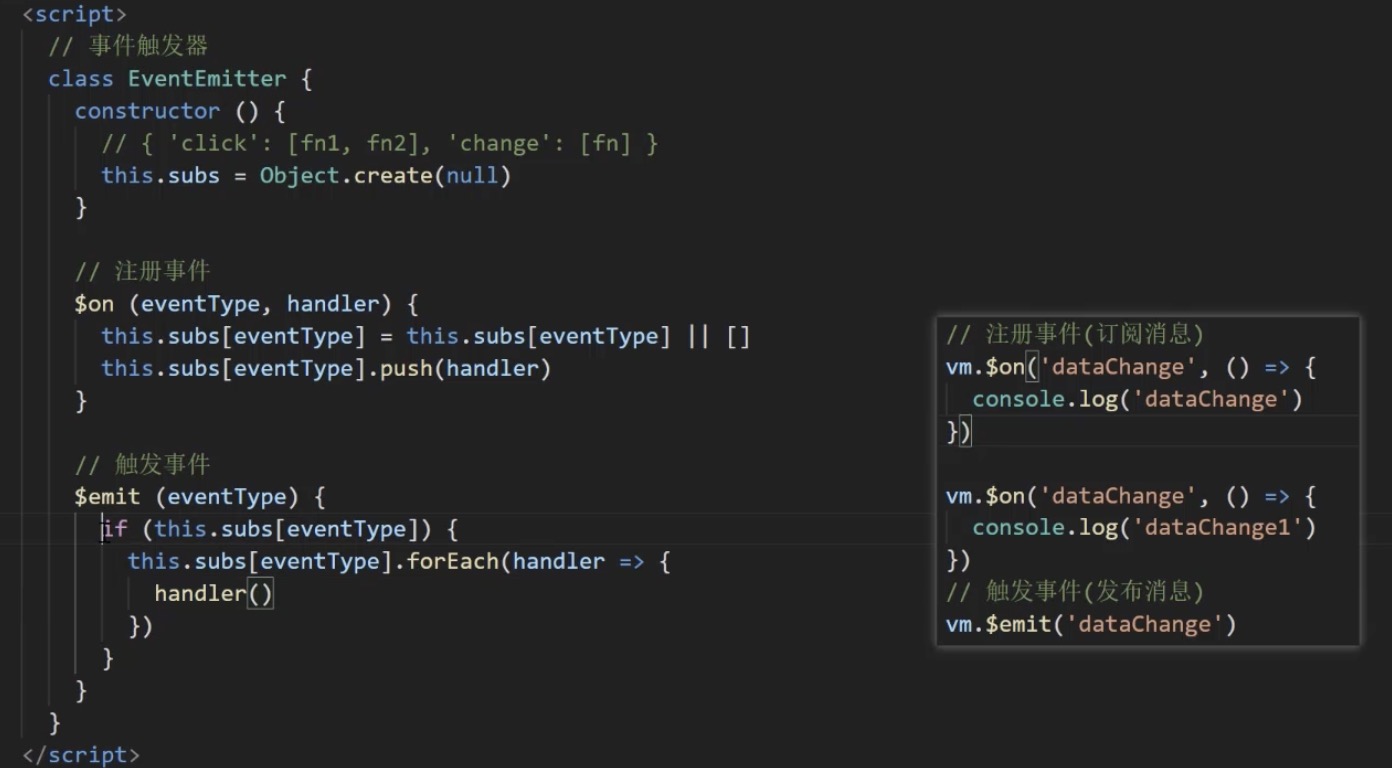 <script>
// 事件触发器
class EventEmitter {
constructor () {
// { 'click': [fn1, fn2], 'change': [fn] }
this.subs = Object.create(null)
}
// 注册事件
$on (eventType, handler) {
this.subs[eventType] = this.subs[eventType] || []
this.subs[eventType].push(handler)
}
// 触发事件
$emit (eventType) {
if (this.subs[eventType]) {
this.subs[eventType].forEach(handler => {
handler()
})
}
}
}
</script>
// 注册事件(订阅消息)
vm.$on('dataChange', () => {
console.log('dataChange')
})
vm.$on('dataChange', () => {
console.log('dataChange1')
})
// 触发事件(发布消息)
vm.$emit('dataChange')